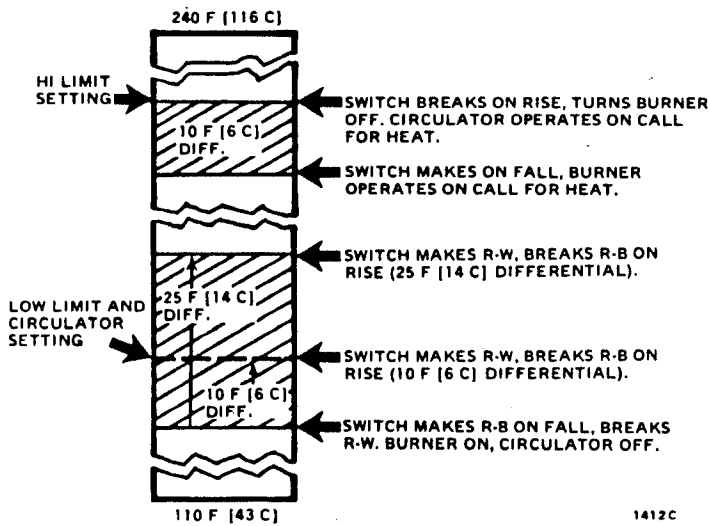 240 F [116 C]
HI LIMIT
SETTING
SWITCH BREAKS ON RISE, TURNS BURNER
OFF. CIRCULATOR OPERATES ON CALL
FOR HEAT.
10 F [6 C]
DIFF.
SWITCH MAKES ON FALL, BURNER
OPERATES ON CALL FOR HEAT.
SWITCH MAKES R-W, BREAKS R-B ON
RISE (25 F [14 C] DIFFERENTIAL).
25 F [14 C]
DIFF.
LOW LIMIT AND
CIRCULATOR
SETTING
SWITCH MAKES R-W, BREAKS R-B ON
RISE (10 F [6 C] DIFFERENTIAL).
10 F [6 C]
DIFF.
SWITCH MAKES R-B ON FALL, BREAKS
R-W. BURNER ON, CIRCULATOR OFF.
110 F [43 C]
1412C